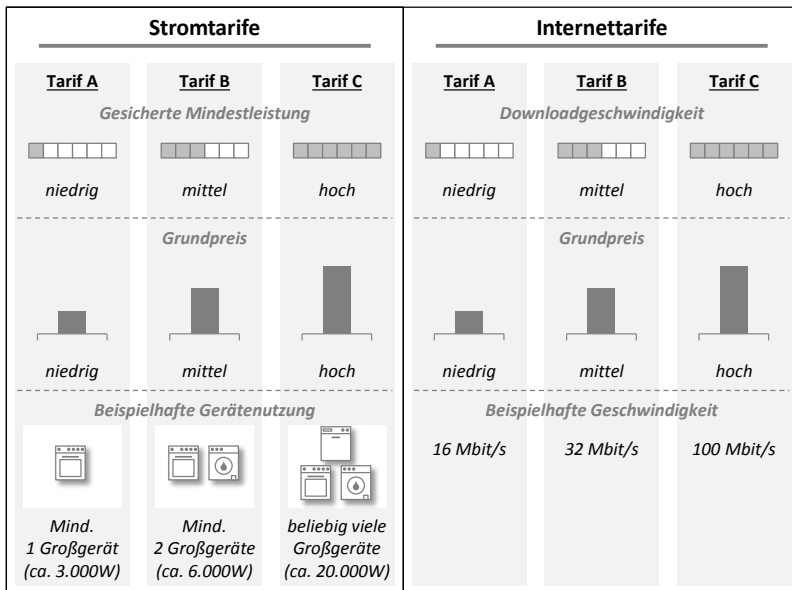 Stromtarife
Tarif A Tarif B Tarif C
Gesicherte Mindestleistung
niedrig mittel hoch
Grundpreis
niedrig mittel hoch
Beispielhafte Gerätenutzung
Mind. Mind. beliebig viele
1 Großgerät 2 Großgeräte Großgeräte
(ca. 3.000W) (ca. 6.000W) (ca. 20.000W)
Internettarife
Tarif A Tarif B Tarif C
Downloadgeschwindigkeit
niedrig mittel hoch
Grundpreis
niedrig mittel hoch
Beispielhafte Geschwindigkeit
16 Mbit/s 32 Mbit/s 100 Mbit/s